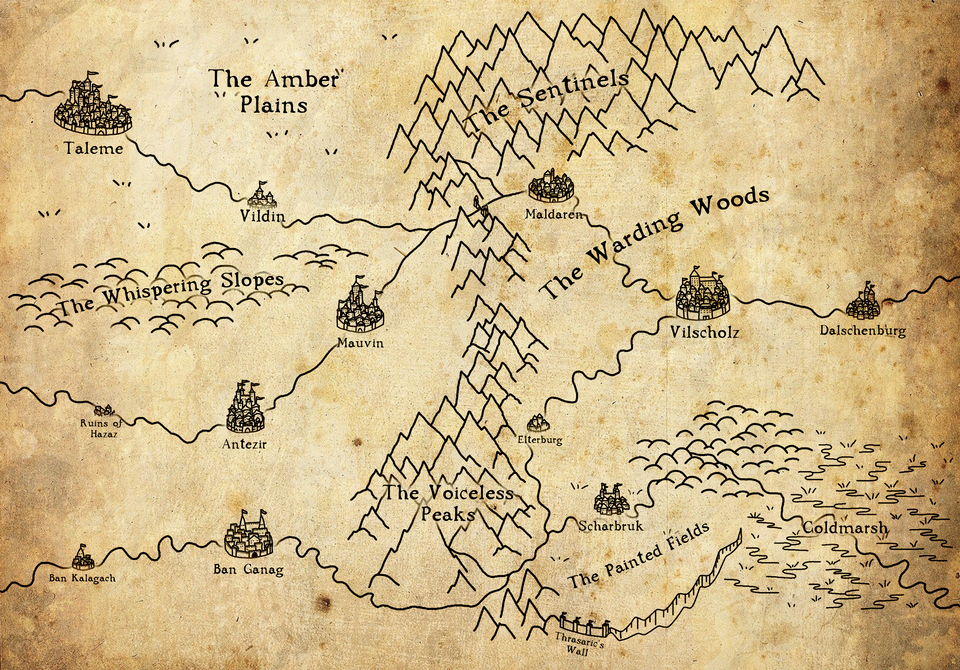 The Amber
Plains
The Sentinels
Taleme
Vildin
Maldaren
The Warding Woods
The Whispering Slopes
Mauvin
Vilscholz
Dalschenburg
Ruins of
Hazaz
Antezir
Elterburg
The Voiceless
Peaks
Scharbruk
Coldmarsh
The Painted Fields
Ban Kalagach
Ban Ganag
Thrasaric's
Wall